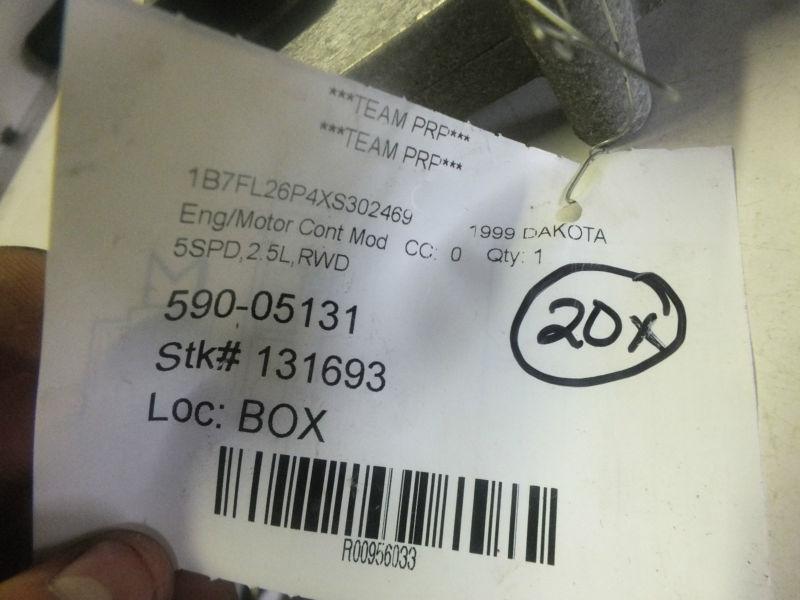 ***TEAM PRP***
***TEAM PRP***
1B7FL26P4XS302469 1999 DAKOTA
Eng/Motor Cont Mod CC: 0 Qty: 1
5SPD,2.5L,RWD
590-05131
20x
Stk# 131693
Loc: BOX
R00956033